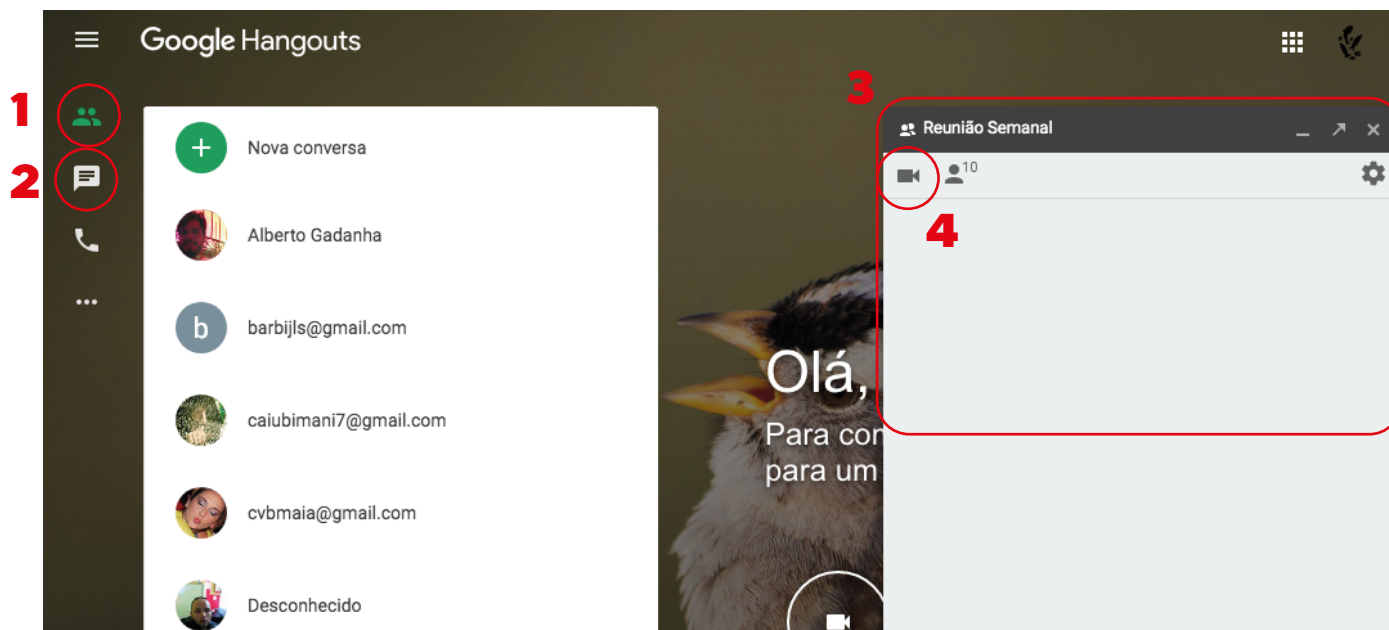 Google Hangouts
1
2
3
4
Nova conversa
Alberto Gadanha
b
barbijls@gmail.com
caiubimani7@gmail.com
cvbmaia@gmail.com
Desconhecido
Reunião Semanal
10
Olá,
Para con
para um